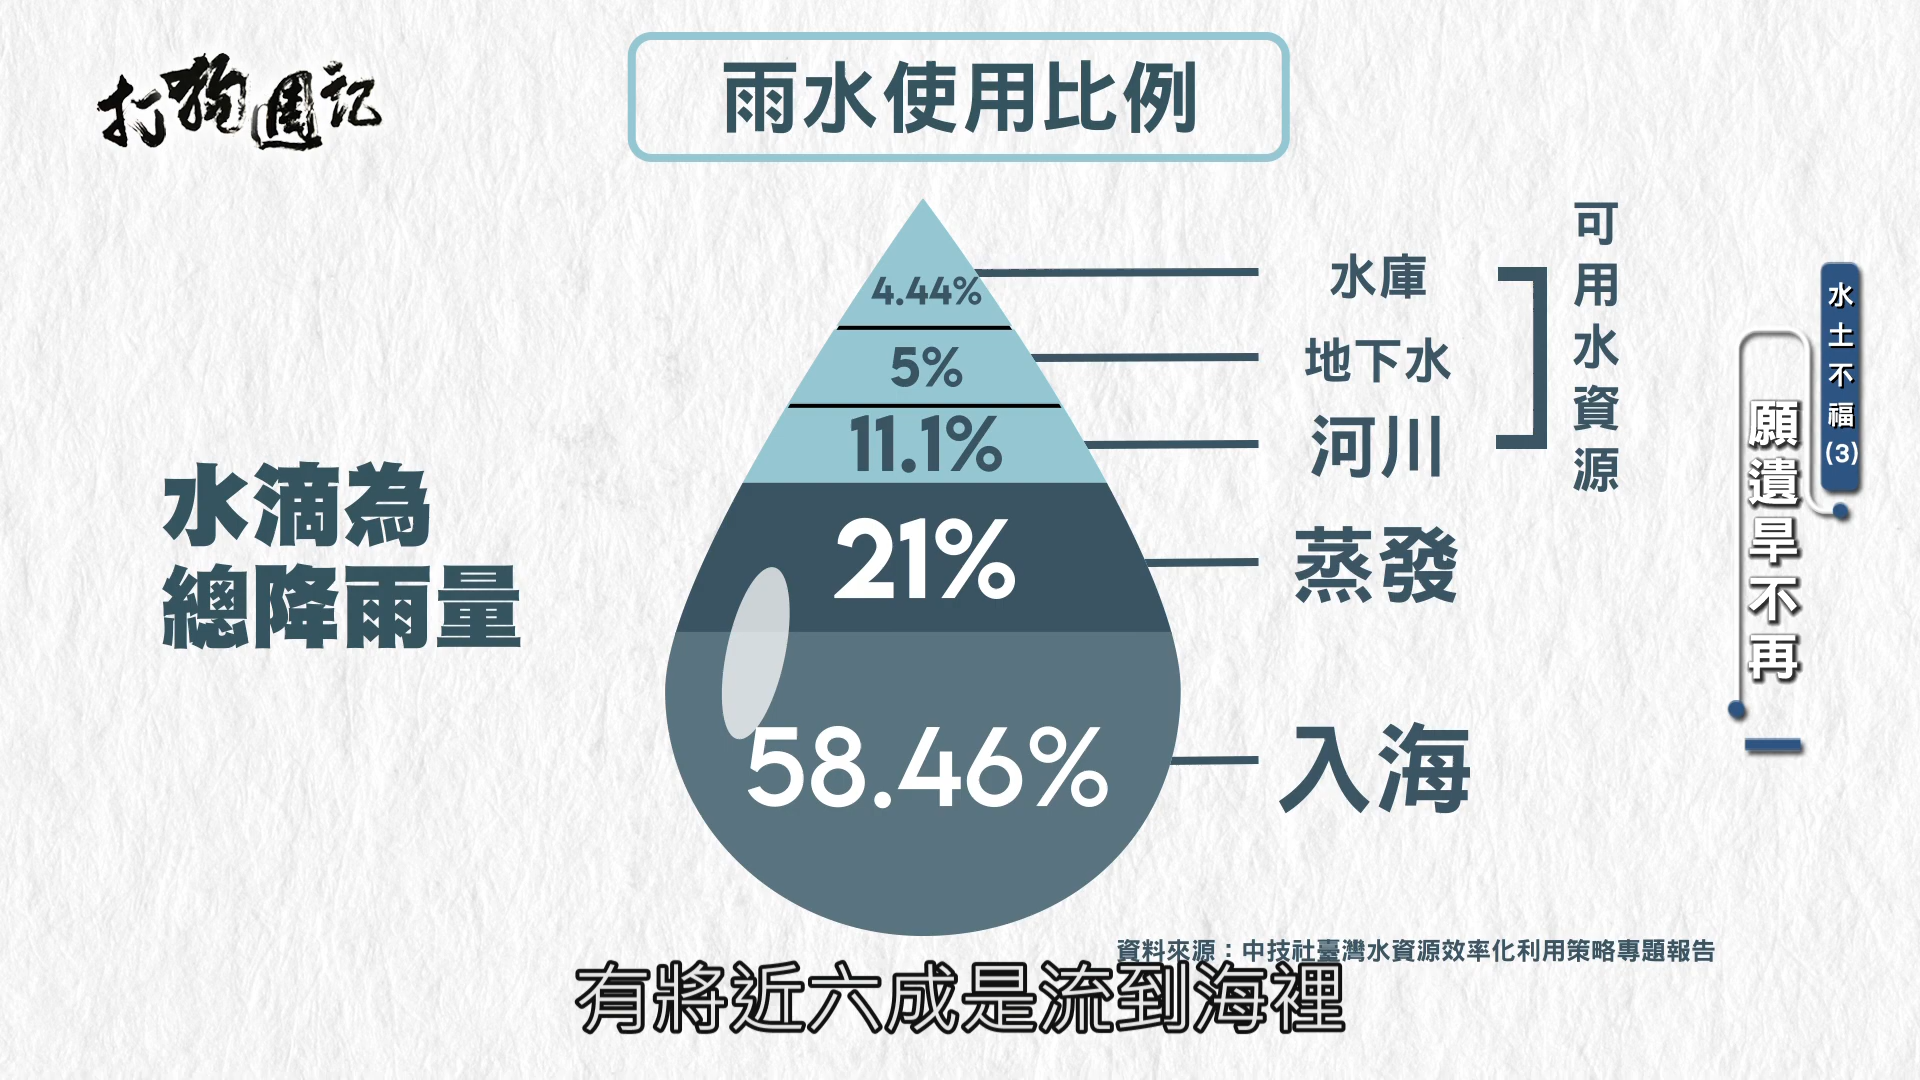 打狗週記
雨水使用比例
水滴為
總降雨量
4.44%
水庫
5%
地下水
11.1%
河川
可用水資源
21%
蒸發
58.46%
入海
水土不福(3)
願遺旱不再
資料來源：中技社臺灣水資源效率化利用策略專題報告
有將近六成是流到海裡